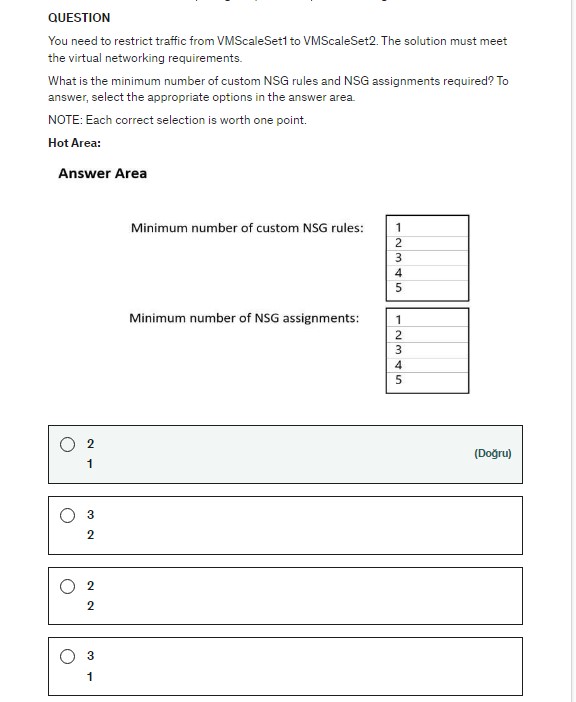 QUESTION
You need to restrict traffic from VMScaleSet1 to VMScaleSet2. The solution must meet
the virtual networking requirements.
What is the minimum number of custom NSG rules and NSG assignments required? To
answer, select the appropriate options in the answer area.
NOTE: Each correct selection is worth one point.
Hot Area:
Answer Area
Minimum number of custom NSG rules:
1
2
3
4
5
Minimum number of NSG assignments:
1
2
3
4
5
2
1
(Doğru)
3
2
2
2
3
1